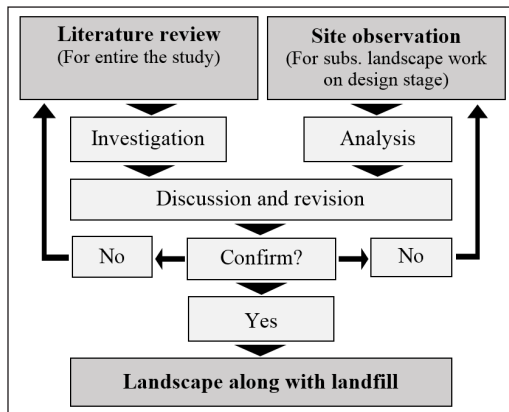 Literature review
(For entire the study)
Site observation
(For subs. landscape work
on design stage)
Investigation
Analysis
Discussion and revision
No
Confirm?
No
Yes
Landscape along with landfill